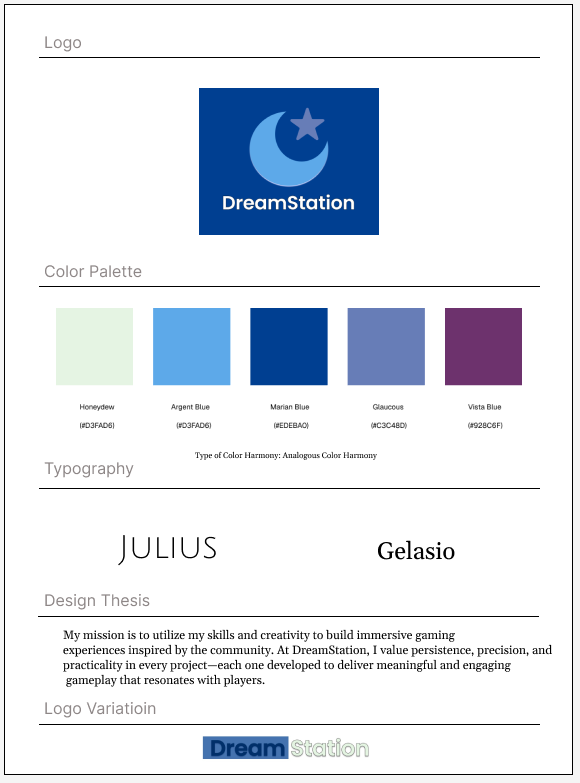 Logo
DreamStation
Color Palette
Honeydew Argent Blue Marian Blue Glaucous Vista Blue
(#D3FAD6) (#D3FAD6) (#EDEBA0) (#C3C48D) (#928C6F)
Type of Color Harmony: Analogous Color Harmony
Typography
Julius Gelasio
Design Thesis
My mission is to utilize my skills and creativity to build immersive gaming
experiences inspired by the community. At DreamStation, I value persistence, precision, and
practicality in every project—each one developed to deliver meaningful and engaging
gameplay that resonates with players.
Logo Variatioin
Dream Station